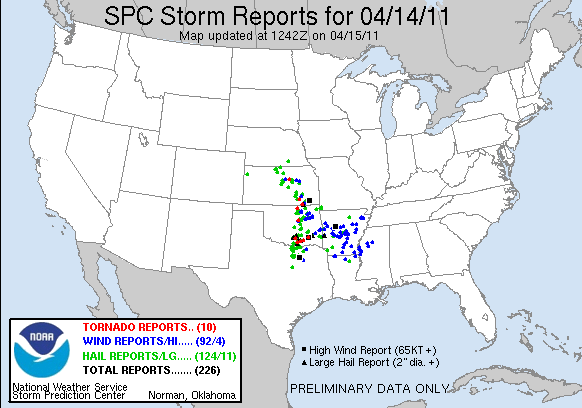 SPC Storm Reports for 04/14/11
Map updated at 1242Z on 04/15/11
TORNADO REPORTS.. (10)
WIND REPORTS/HI..... (92/4)
HAIL REPORTS/LG..... (124/11)
TOTAL REPORTS....... (226)
NOAA
National Weather Service
Storm Prediction Center Norman, Oklahoma
High Wind Report (65KT +)
Large Hail Report (2" dia. +)
PRELIMINARY DATA ONLY